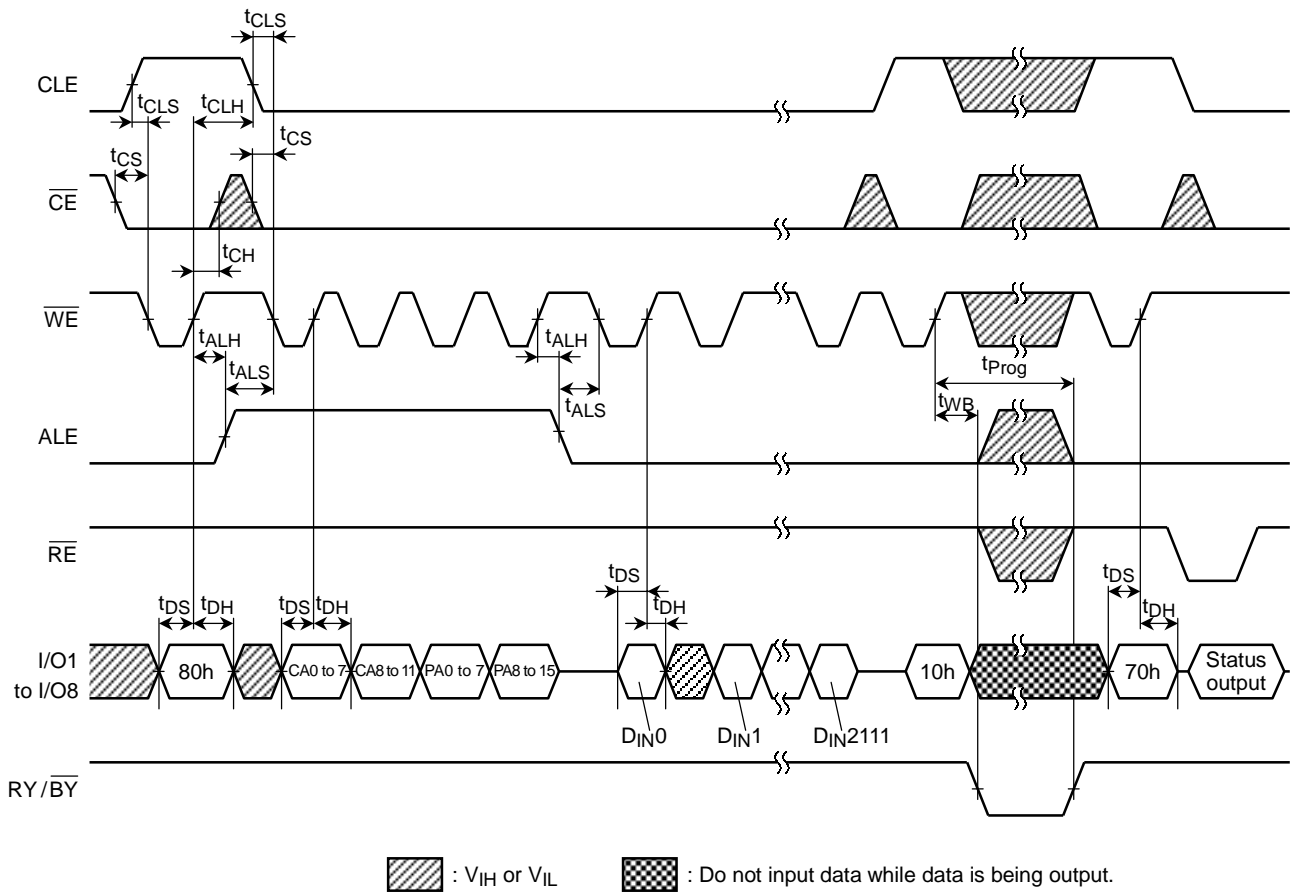 tCLS
CLE
tCLS tCLH
tCS
tCS
CE
tCH
WE
tALH tALH
tProg
tALS tALS tWB
ALE
RE
tDS tDH tDS tDH tDS tDH tDS tDH
I/O1
to I/O8
80h CA0 to 7 CA8 to 11 PA0 to 7 PA8 to 15 10h 70h Status
output
DIN0 DIN1 DIN2111
RY/BY
: VIH or VIL : Do not input data while data is being output.